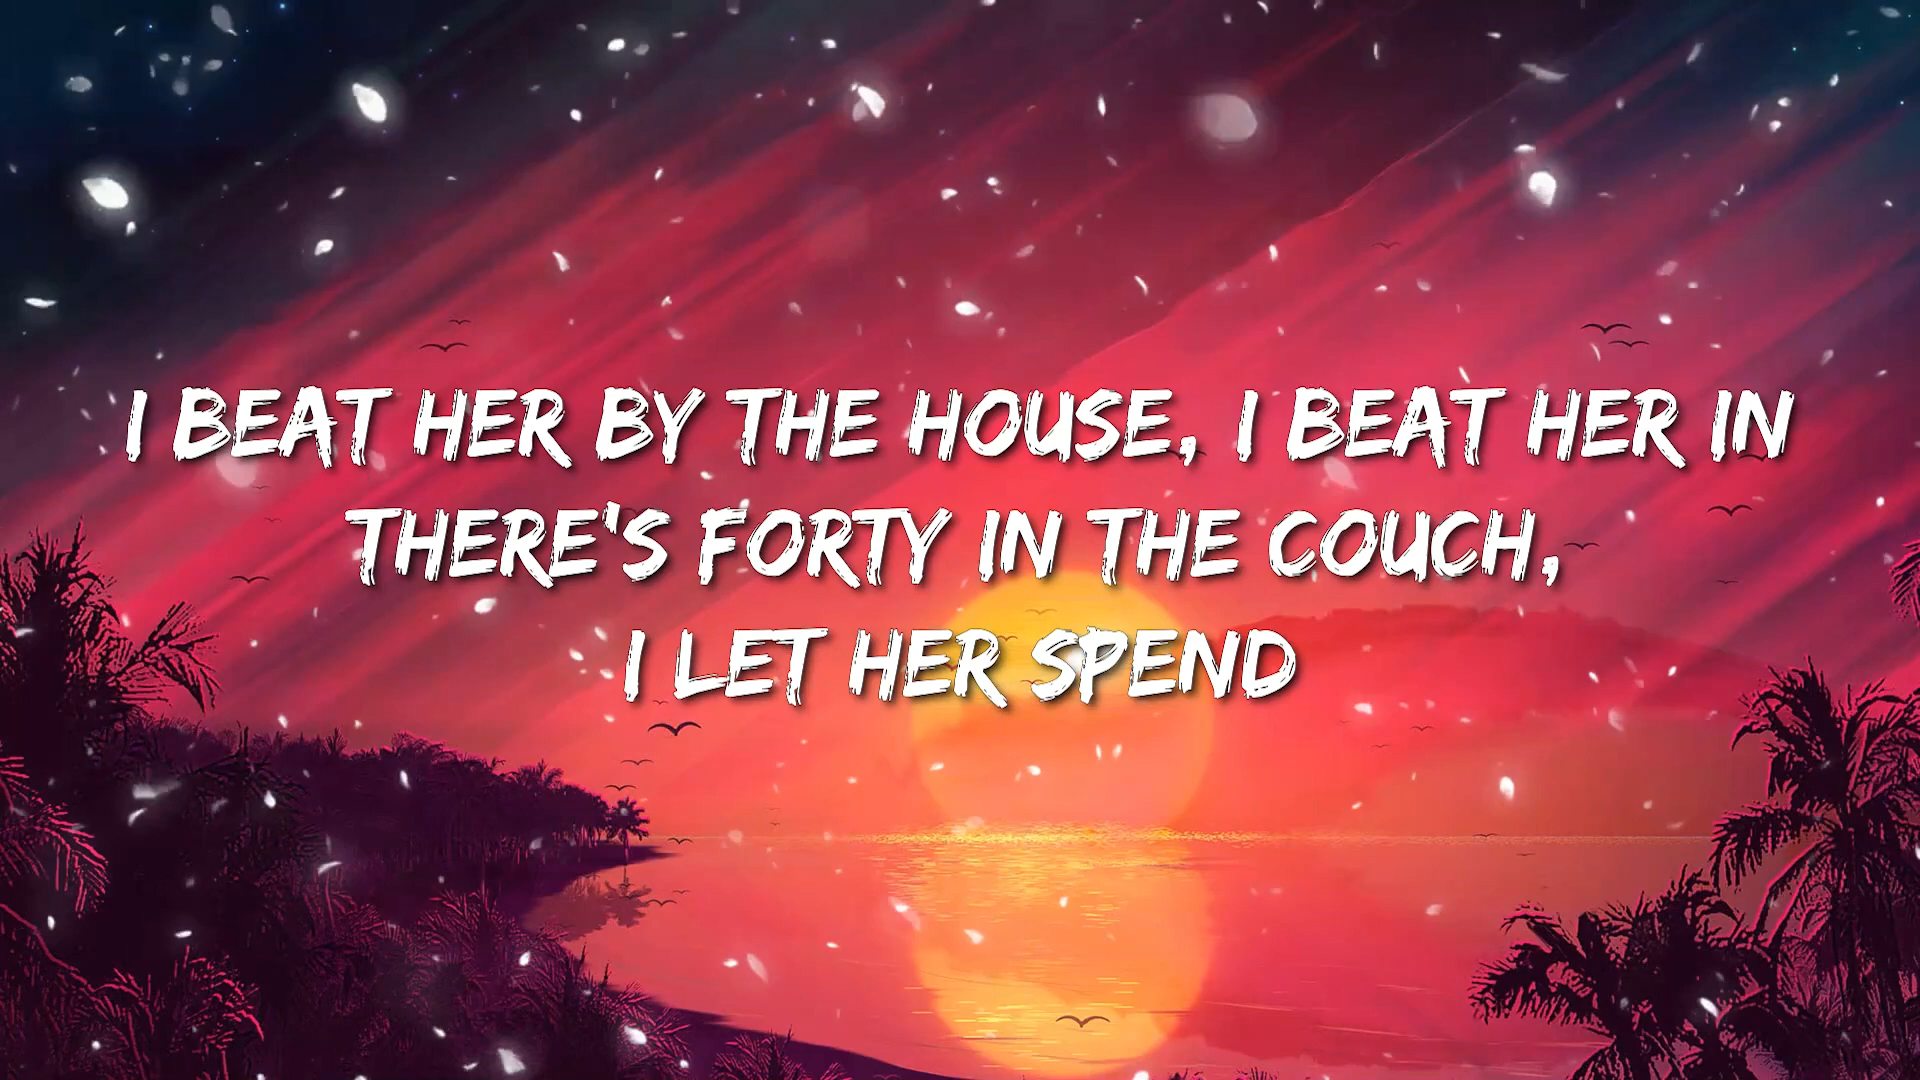 I BEAT HER BY THE HOUSE, I BEAT HER IN
THERE'S FORTY IN THE COUCH,
I LET HER SPEND